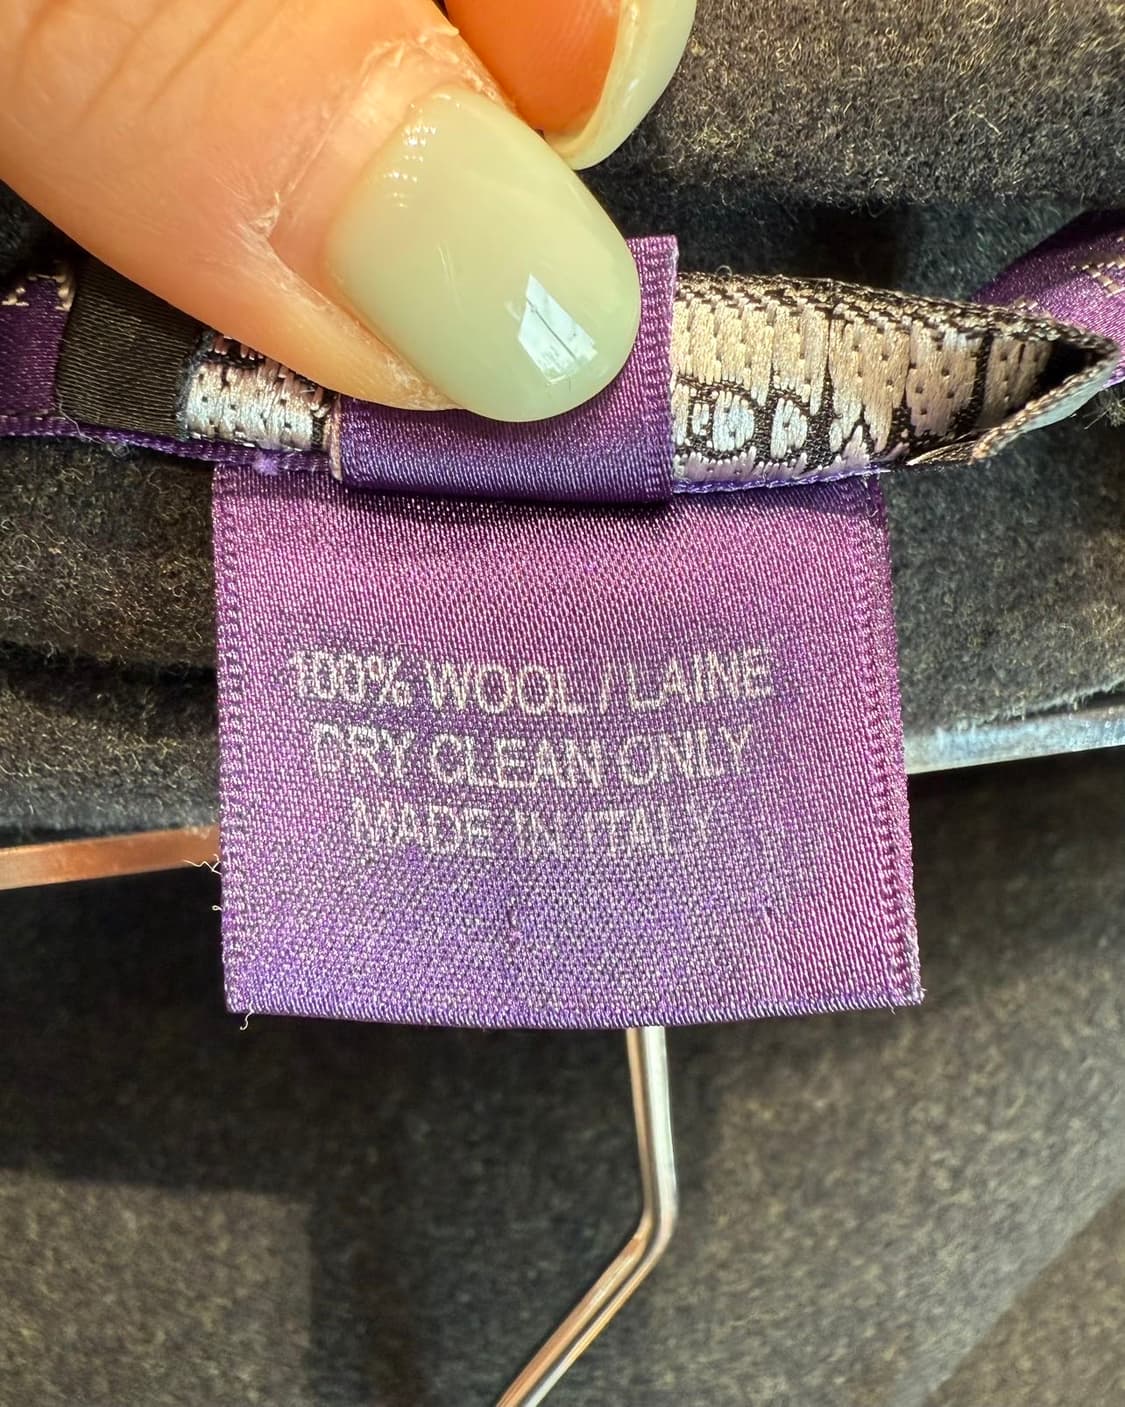 100% WOOL / LAINE
DRY CLEAN ONLY
MADE IN ITALY